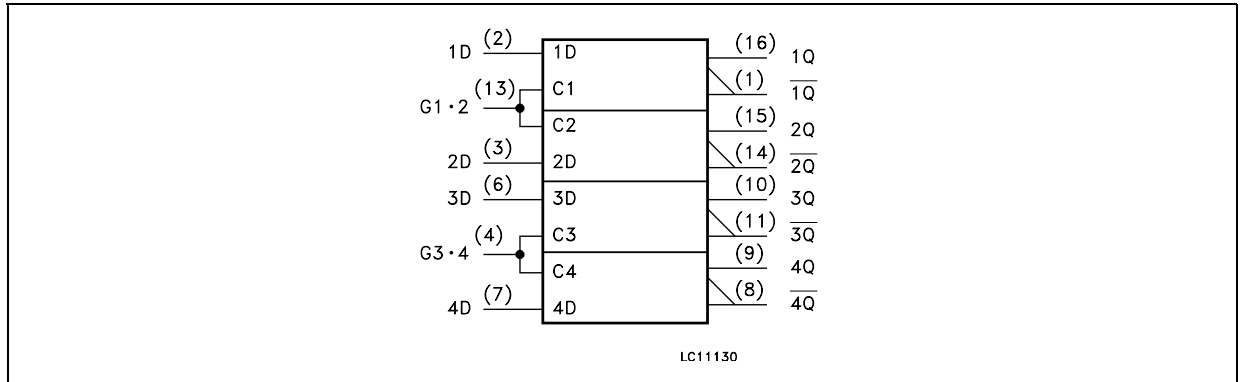 1D (2) 1D (16) 1Q
G1·2 (13) C1 (1) 1Q̅
C2 (15) 2Q
2D (3) 2D (14) 2Q̅
3D (6) 3D (10) 3Q
G3·4 (4) C3 (11) 3Q̅
C4 (9) 4Q
4D (7) 4D (8) 4Q̅
LC11130